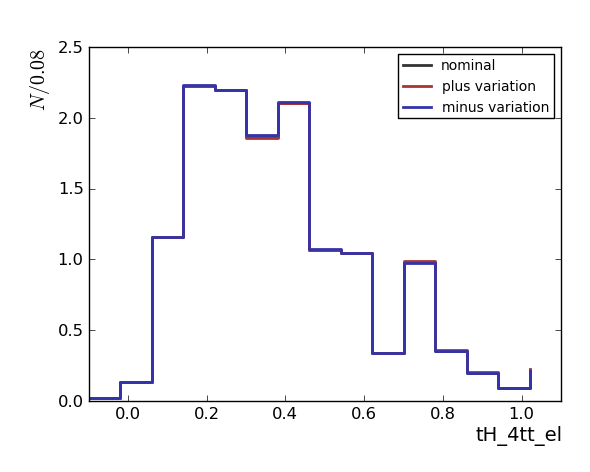 N/0.08
2.5
2.0
1.5
1.0
0.5
0.0
nominal
plus variation
minus variation
0.0 0.2 0.4 0.6 0.8 1.0
tH_4tt_el